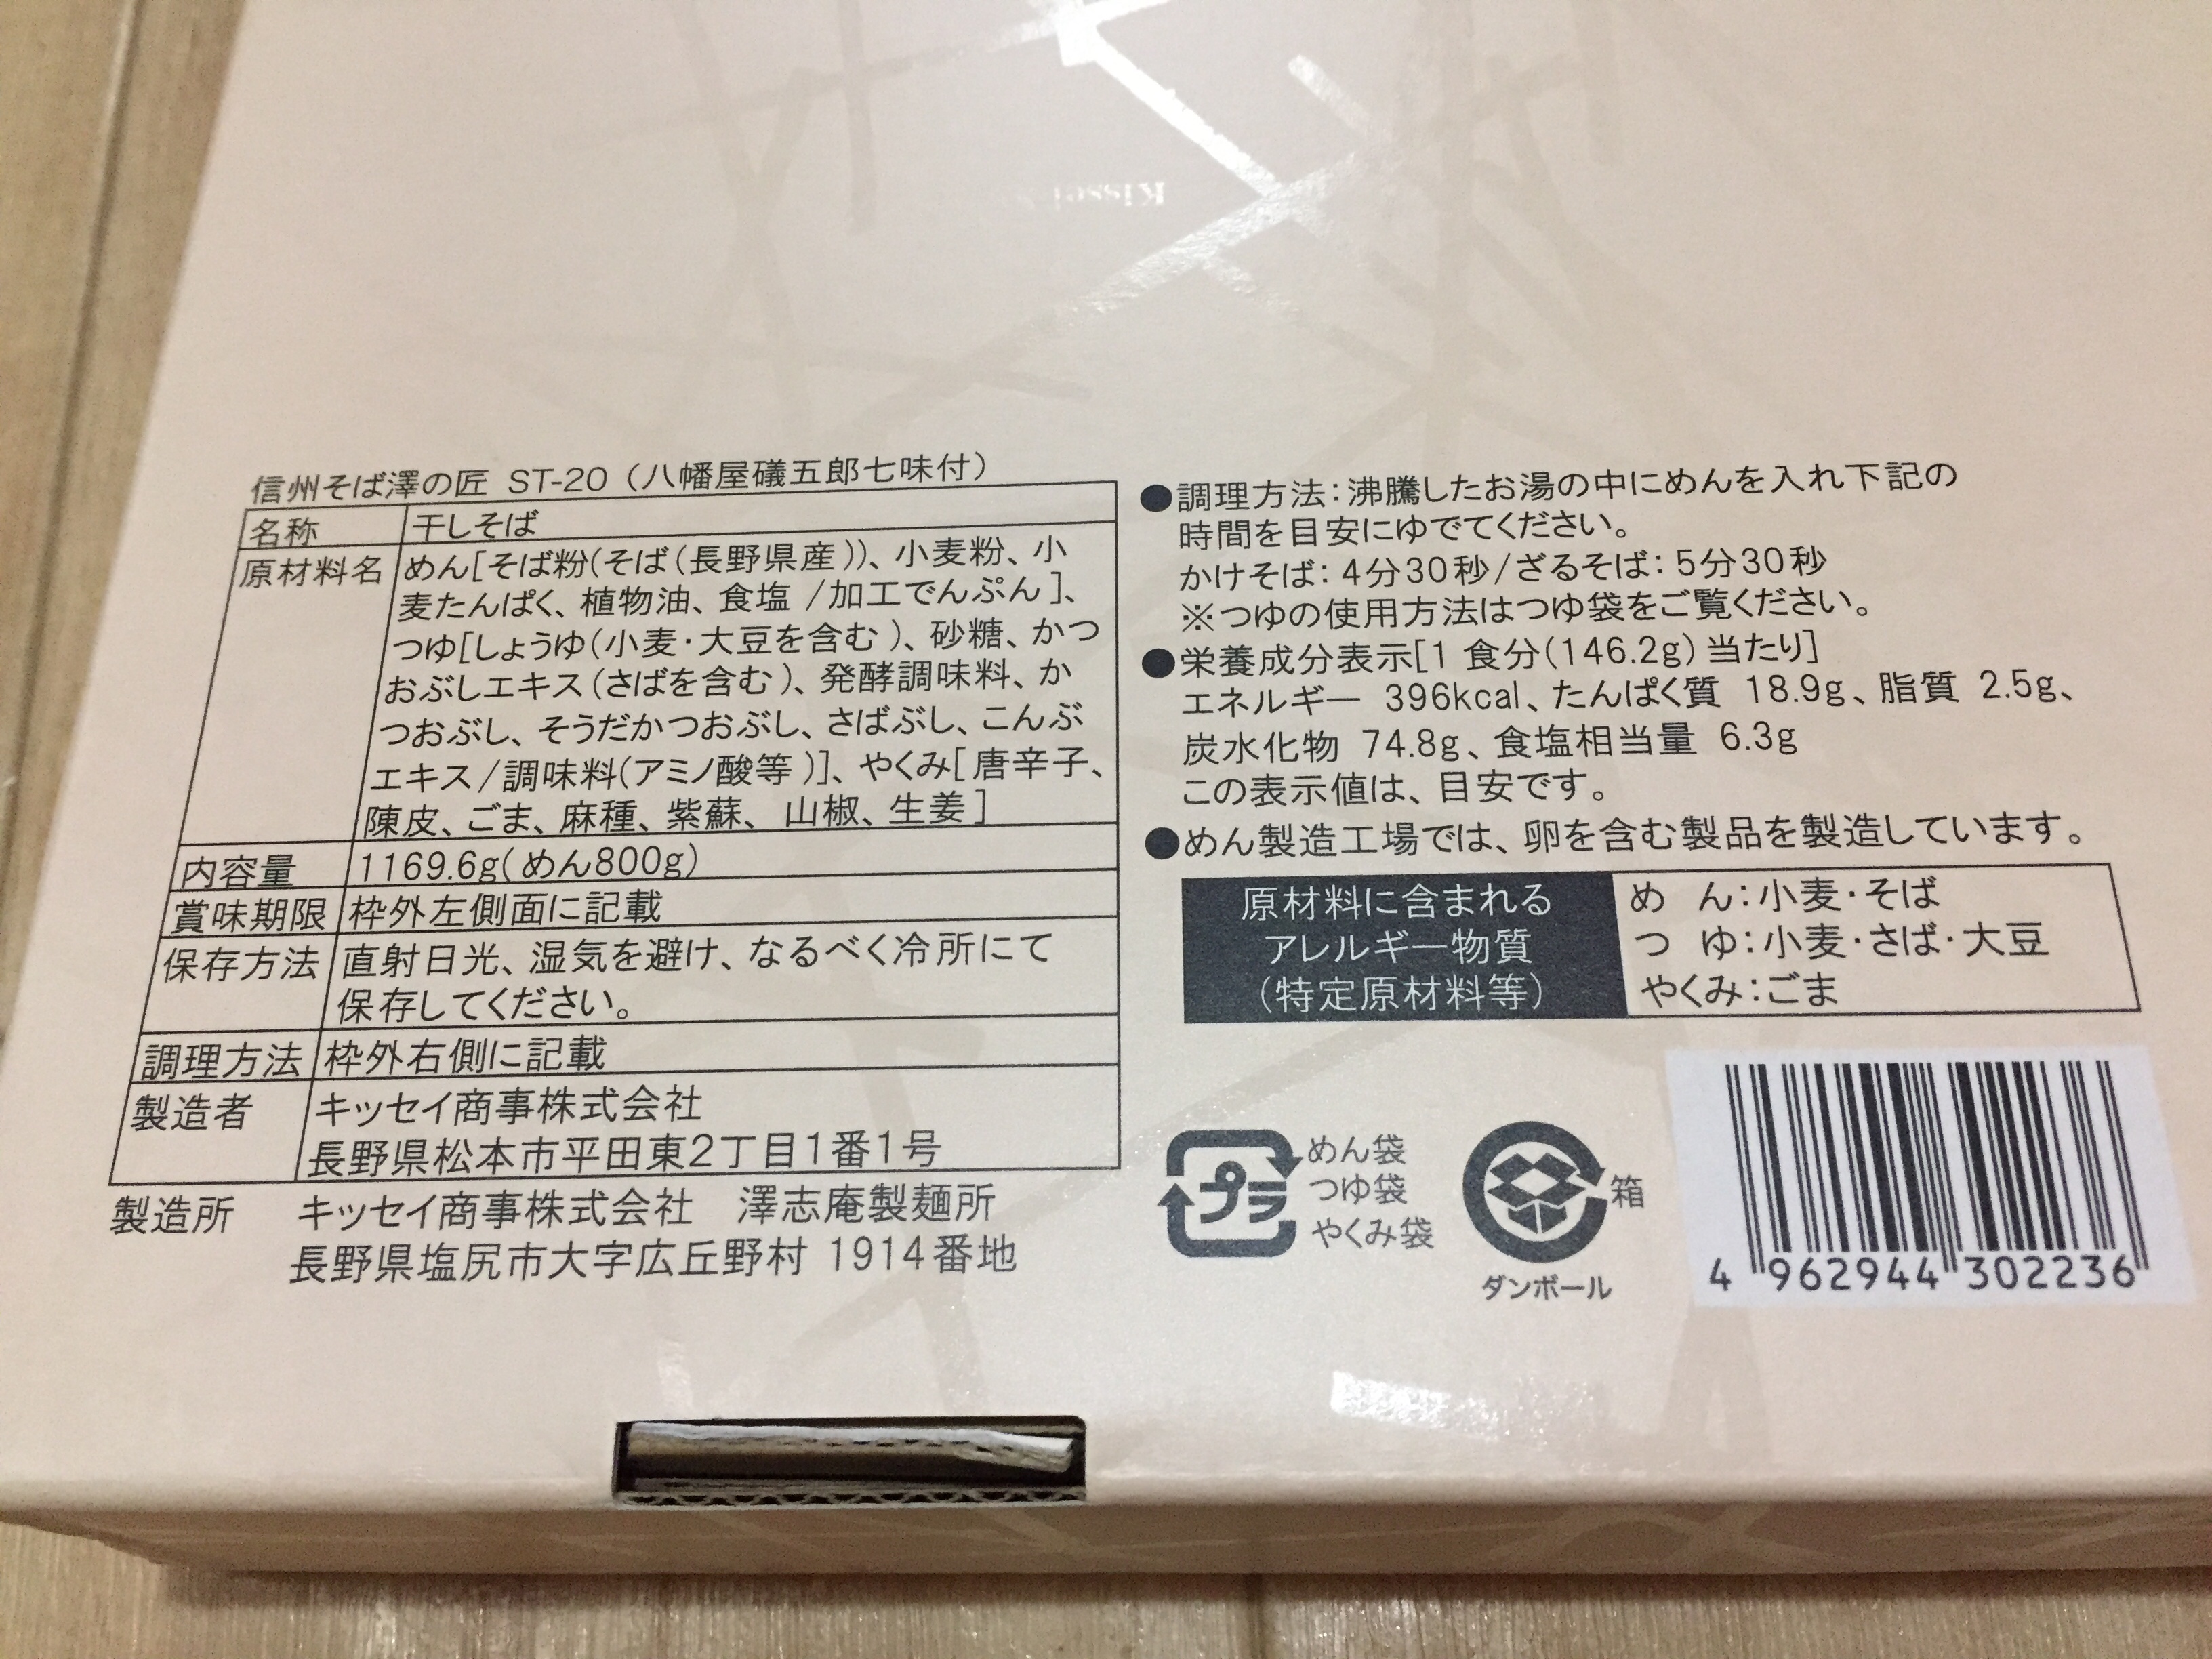 信州そば澤の匠 ST-20（八幡屋礒五郎七味付）
名称 干しそば
原材料名 めん[そば粉(そば(長野県産))、小麦粉、小
麦たんぱく、植物油、食塩 /加工でんぷん]、
つゆ[しょうゆ(小麦・大豆を含む)、砂糖、かつ
おぶしエキス(さばを含む)、発酵調味料、か
つおぶし、そうだかつおぶし、さばぶし、こんぶ
エキス/調味料(アミノ酸等)]、やくみ[唐辛子、
陳皮、ごま、麻種、紫蘇、山椒、生姜]
内容量 1169.6g(めん800g)
賞味期限 枠外左側面に記載
保存方法 直射日光、湿気を避け、なるべく冷所にて
保存してください。
調理方法 枠外右側に記載
製造者 キッセイ商事株式会社
長野県松本市平田東2丁目1番1号
製造所 キッセイ商事株式会社 澤志庵製麺所
長野県塩尻市大字広丘野村 1914番地
●調理方法:沸騰したお湯の中にめんを入れ下記の
時間を目安にゆでてください。
かけそば:4分30秒/ざるそば:5分30秒
※つゆの使用方法はつゆ袋をご覧ください。
●栄養成分表示[1 食分(146.2g)当たり]
エネルギー 396kcal、たんぱく質 18.9g、脂質 2.5g、
炭水化物 74.8g、食塩相当量 6.3g
この表示値は、目安です。
●めん製造工場では、卵を含む製品を製造しています。
原材料に含まれる
アレルギー物質
（特定原材料等）
めん:小麦・そば
つゆ:小麦・さば・大豆
やくみ:ごま
プラ
めん袋
つゆ袋
やくみ袋
箱
ダンボール
4 962944 302236